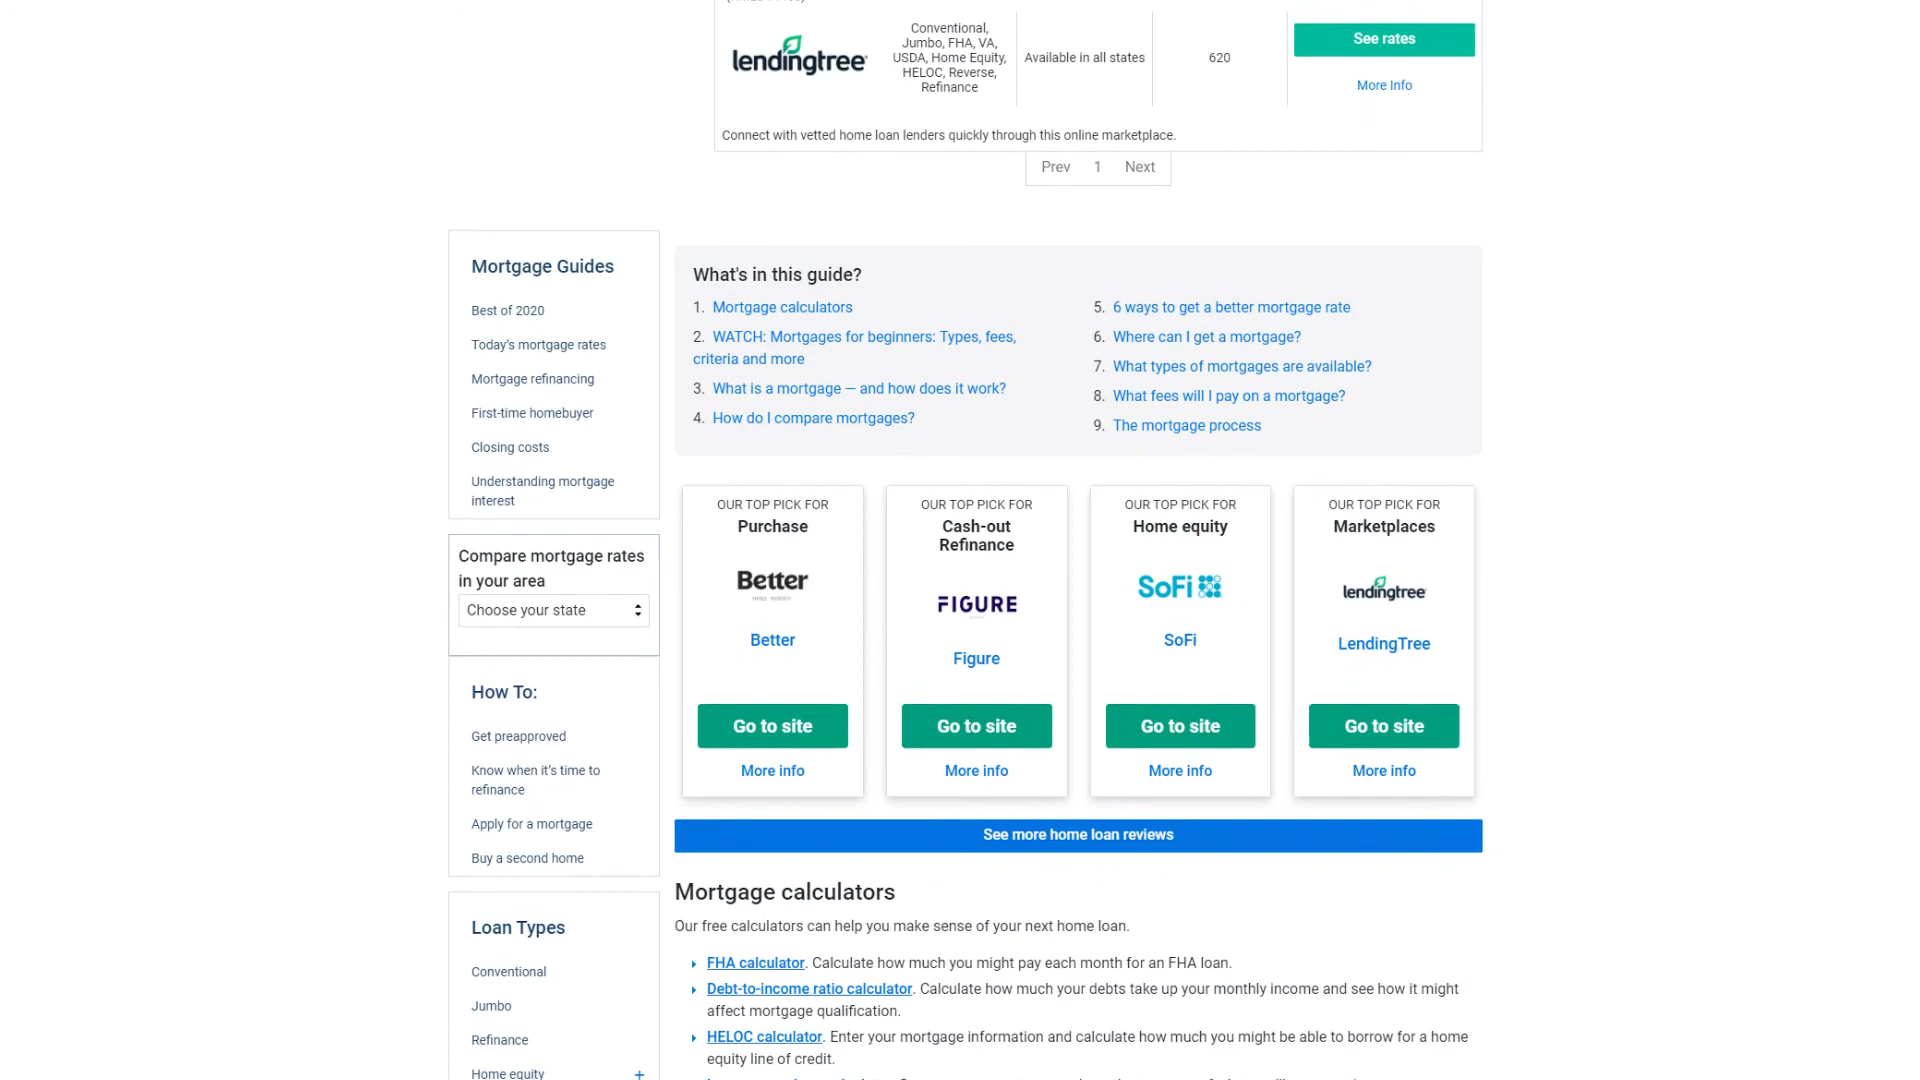 lendingtree
Conventional,
Jumbo, FHA, VA,
USDA, Home Equity,
HELOC, Reverse,
Refinance
Available in all states
620
See rates
More Info
Connect with vetted home loan lenders quickly through this online marketplace.
Prev 1 Next
Mortgage Guides
Best of 2020
Today's mortgage rates
Mortgage refinancing
First-time homebuyer
Closing costs
Understanding mortgage
interest
Compare mortgage rates
in your area
Choose your state
How To:
Get preapproved
Know when it's time to
refinance
Apply for a mortgage
Buy a second home
Loan Types
Conventional
Jumbo
Refinance
Home equity +
What's in this guide?
1. Mortgage calculators
2. WATCH: Mortgages for beginners: Types, fees,
criteria and more
3. What is a mortgage — and how does it work?
4. How do I compare mortgages?
5. 6 ways to get a better mortgage rate
6. Where can I get a mortgage?
7. What types of mortgages are available?
8. What fees will I pay on a mortgage?
9. The mortgage process
OUR TOP PICK FOR
Purchase
Better
Better
Go to site
More info
OUR TOP PICK FOR
Cash-out
Refinance
FIGURE
Figure
Go to site
More info
OUR TOP PICK FOR
Home equity
SoFi
SoFi
Go to site
More info
OUR TOP PICK FOR
Marketplaces
lendingtree
LendingTree
Go to site
More info
See more home loan reviews
Mortgage calculators
Our free calculators can help you make sense of your next home loan.
FHA calculator. Calculate how much you might pay each month for an FHA loan.
Debt-to-income ratio calculator. Calculate how much your debts take up your monthly income and see how it might
affect mortgage qualification.
HELOC calculator. Enter your mortgage information and calculate how much you might be able to borrow for a home
equity line of credit.